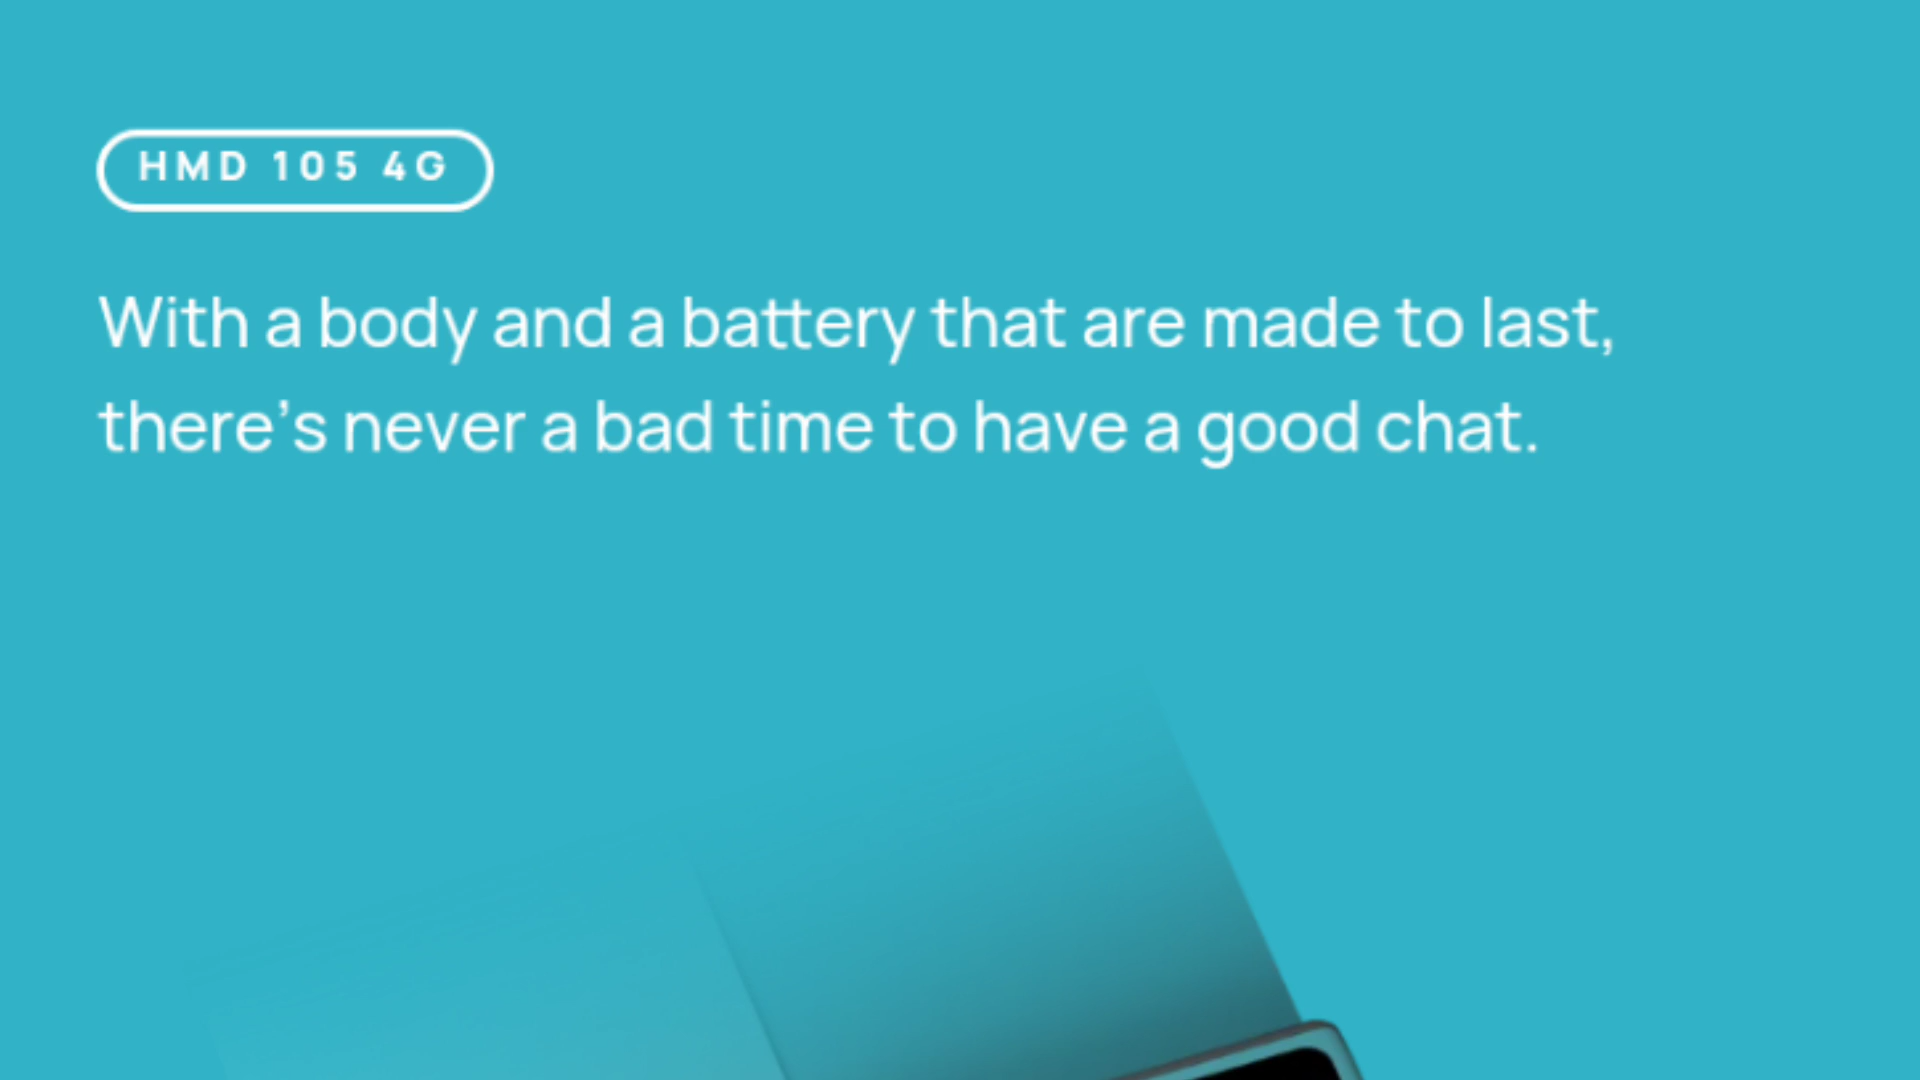 HMD 105 4G
With a body and a battery that are made to last,
there’s never a bad time to have a good chat.